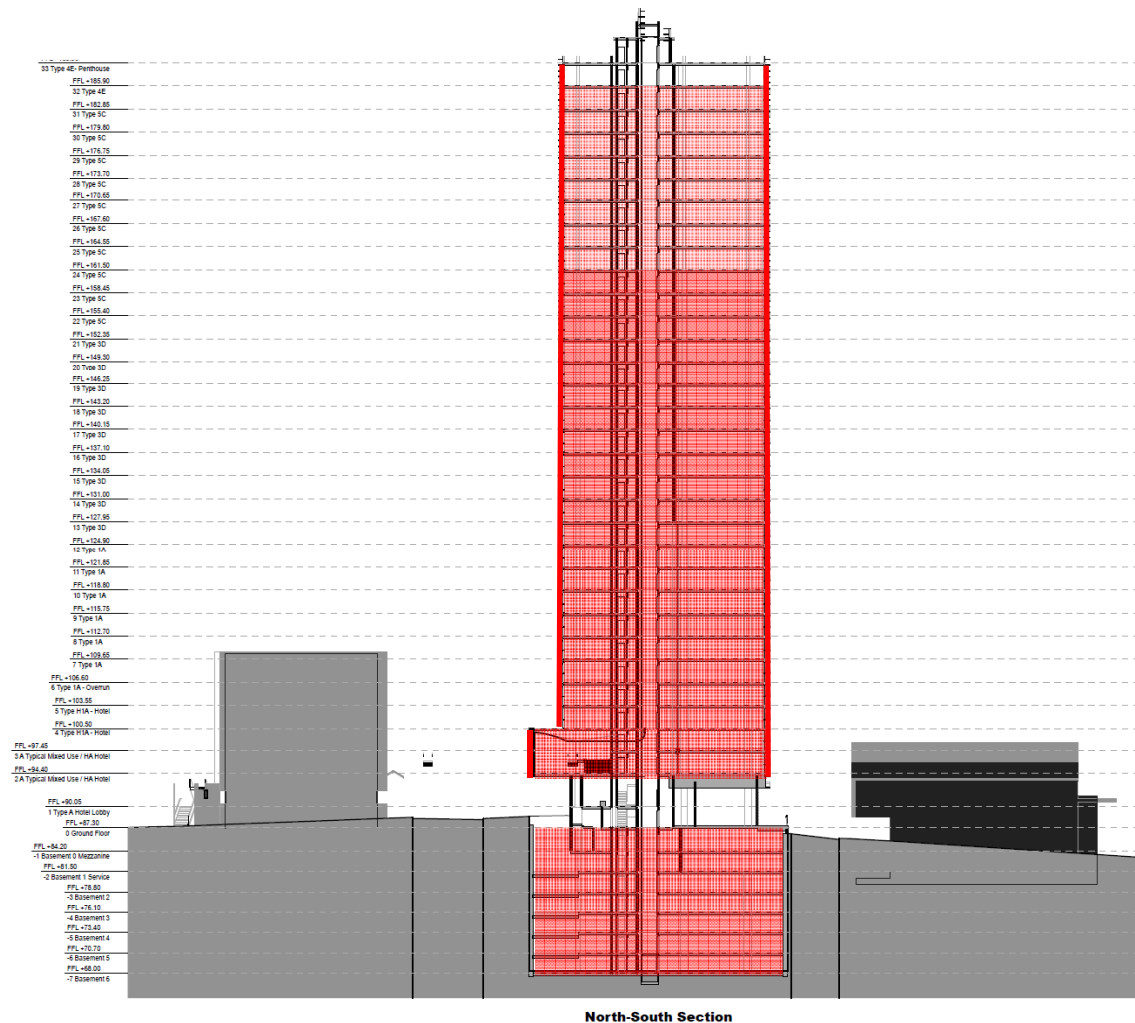 33 Type 4E- Penthouse
FFL +185.90
32 Type 4E
FFL +182.85
31 Type 5C
FFL +179.80
30 Type 5C
FFL +176.75
29 Type 5C
FFL +173.70
28 Type 5C
FFL +170.65
27 Type 5C
FFL +167.60
26 Type 5C
FFL +164.55
25 Type 5C
FFL +161.50
24 Type 5C
FFL +158.45
23 Type 5C
FFL +155.40
22 Type 5C
FFL +152.35
21 Type 3D
FFL +149.30
20 Type 3D
FFL +146.25
19 Type 3D
FFL +143.20
18 Type 3D
FFL +140.15
17 Type 3D
FFL +137.10
16 Type 3D
FFL +134.05
15 Type 3D
FFL +131.00
14 Type 3D
FFL +127.95
13 Type 3D
FFL +124.90
12 Type 1A
FFL +121.85
11 Type 1A
FFL +118.80
10 Type 1A
FFL +115.75
9 Type 1A
FFL +112.70
8 Type 1A
FFL +109.65
7 Type 1A
FFL +106.60
6 Type 1A - Overrun
FFL +103.55
5 Type H1A - Hotel
FFL +100.50
4 Type H1A - Hotel
FFL +97.45
3 A Typical Mixed Use / HA Hotel
FFL +94.40
2 A Typical Mixed Use / HA Hotel
FFL +90.05
1 Type A Hotel Lobby
FFL +87.30
0 Ground Floor
FFL +84.20
-1 Basement 0 Mezzanine
FFL +81.50
-2 Basement 1 Service
FFL +78.80
-3 Basement 2
FFL +76.10
-4 Basement 3
FFL +73.40
-5 Basement 4
FFL +70.70
-6 Basement 5
FFL +68.00
-7 Basement 6
North-South Section